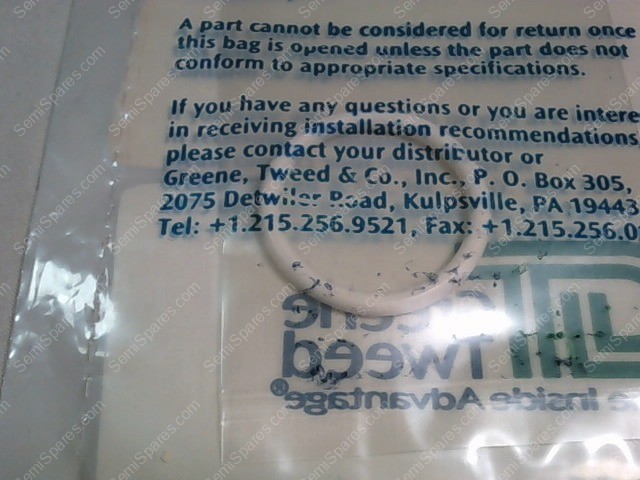 A part cannot be considered for return once
this bag is opened unless the part does not
conform to appropriate specifications.
If you have any questions or you are intere
in receiving installation recommendations,
please contact your distributor or
Greene, Tweed & Co., Inc., P. O. Box 305,
2075 Detwiler Road, Kulpsville, PA 19443
Tel: +1.215.256.9521, Fax: +1.215.256.0
Greene
Tweed
e Inside Advantage®
SemiSpares.com